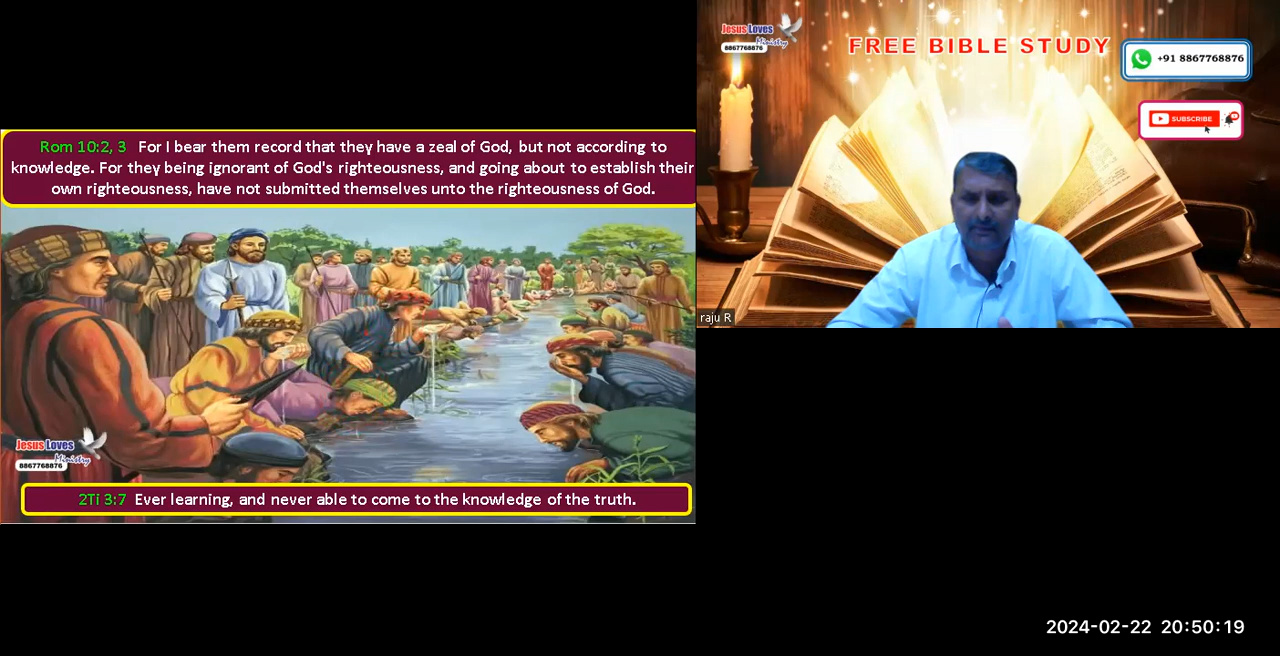 Rom 10:2, 3 For I bear them record that they have a zeal of God, but not according to
knowledge. For they being ignorant of God's righteousness, and going about to establish their
own righteousness, have not submitted themselves unto the righteousness of God.
Jesus Loves
Ministry
8867768876
2Ti 3:7 Ever learning, and never able to come to the knowledge of the truth.
Jesus Loves
Ministry
8867768876
FREE BIBLE STUDY
+91 8867768876
SUBSCRIBE
raju R
2024-02-22 20:50:19